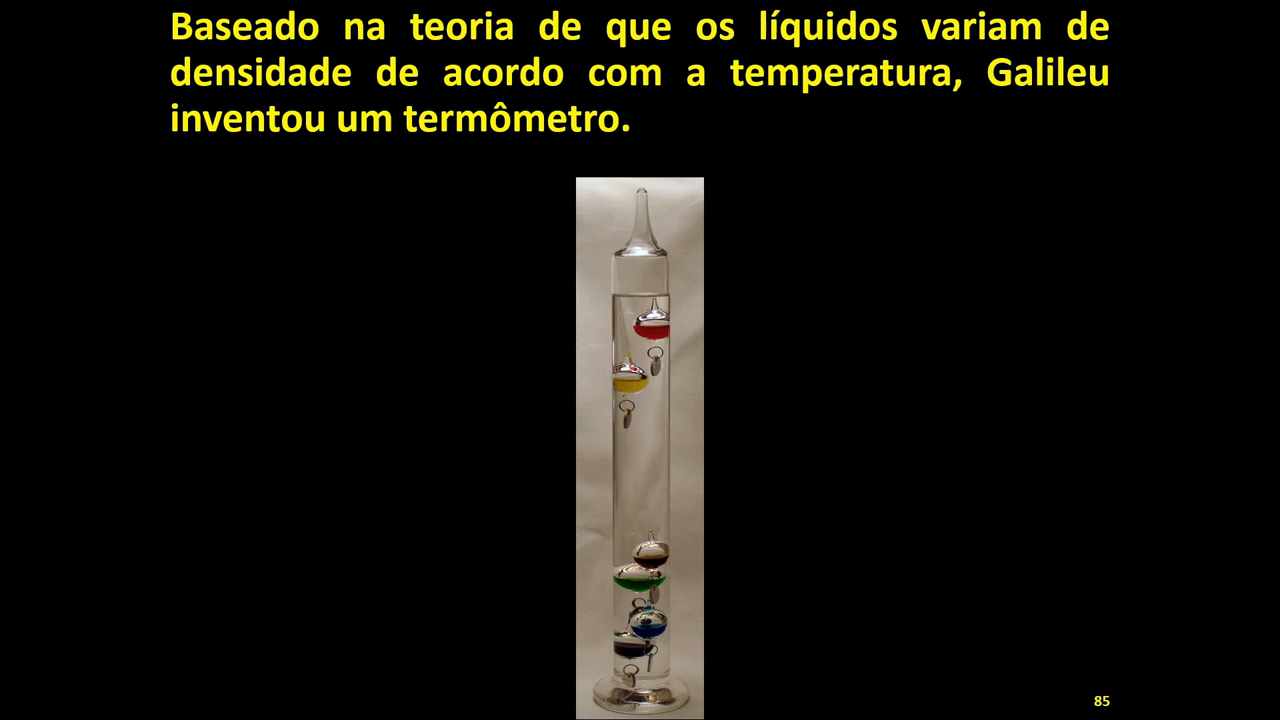 Baseado na teoria de que os líquidos variam de
densidade de acordo com a temperatura, Galileu
inventou um termômetro.
85